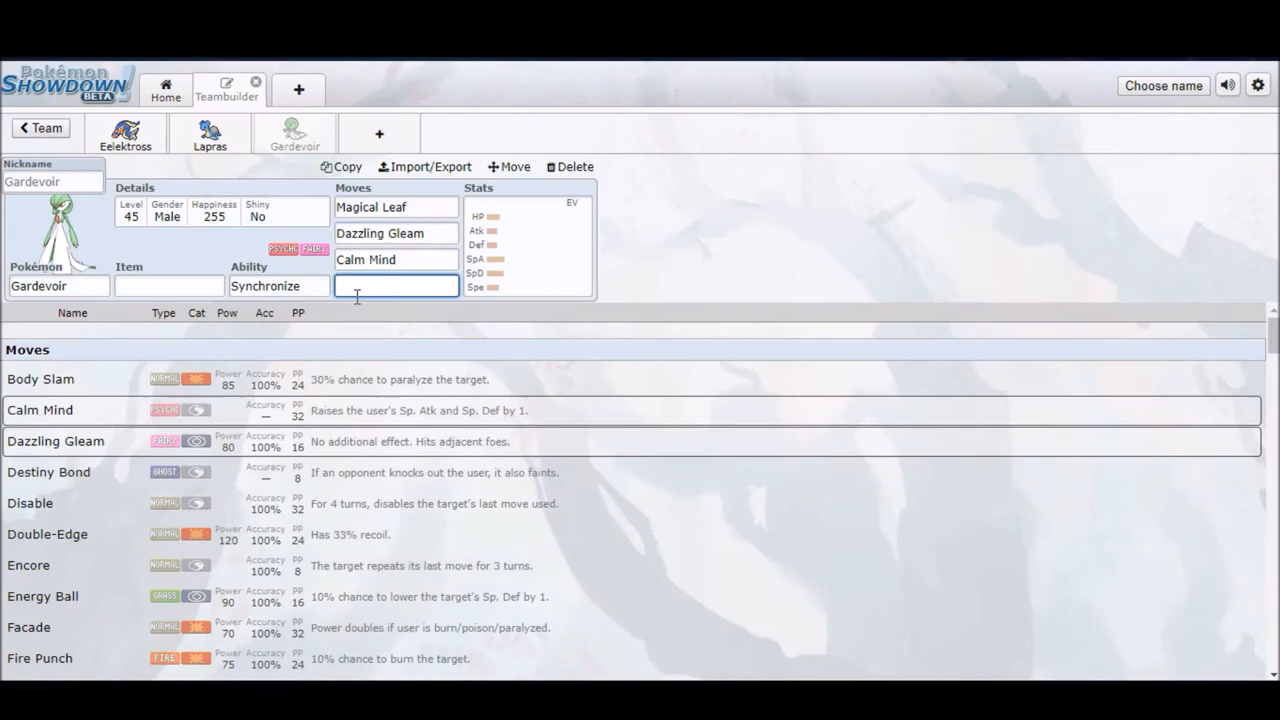 Pokémon
SHOWDOWN!
BETA
Home
Teambuilder
+
Choose name
Team
Eelektross
Lapras
Gardevoir
+
Nickname
Gardevoir
Copy
Import/Export
Move
Delete
Details
Level
45
Gender
Male
Happiness
255
Shiny
No
PSYCHC FAIRY
Pokémon
Gardevoir
Item
Ability
Synchronize
Moves
Magical Leaf
Dazzling Gleam
Calm Mind
Stats
EV
HP
Atk
Def
SpA
SpD
Spe
Name Type Cat Pow Acc PP
Moves
Body Slam NORMAL Power 85 Accuracy 100% PP 24 30% chance to paralyze the target.
Calm Mind PSYCHC Accuracy — PP 32 Raises the user's Sp. Atk and Sp. Def by 1.
Dazzling Gleam FAIRY Power 80 Accuracy 100% PP 16 No additional effect. Hits adjacent foes.
Destiny Bond GHOST Accuracy — PP 8 If an opponent knocks out the user, it also faints.
Disable NORMAL Accuracy 100% PP 32 For 4 turns, disables the target's last move used.
Double-Edge NORMAL Power 120 Accuracy 100% PP 24 Has 33% recoil.
Encore NORMAL Accuracy 100% PP 8 The target repeats its last move for 3 turns.
Energy Ball GRASS Power 90 Accuracy 100% PP 16 10% chance to lower the target's Sp. Def by 1.
Facade NORMAL Power 70 Accuracy 100% PP 32 Power doubles if user is burn/poison/paralyzed.
Fire Punch FIRE Power 75 Accuracy 100% PP 24 10% chance to burn the target.